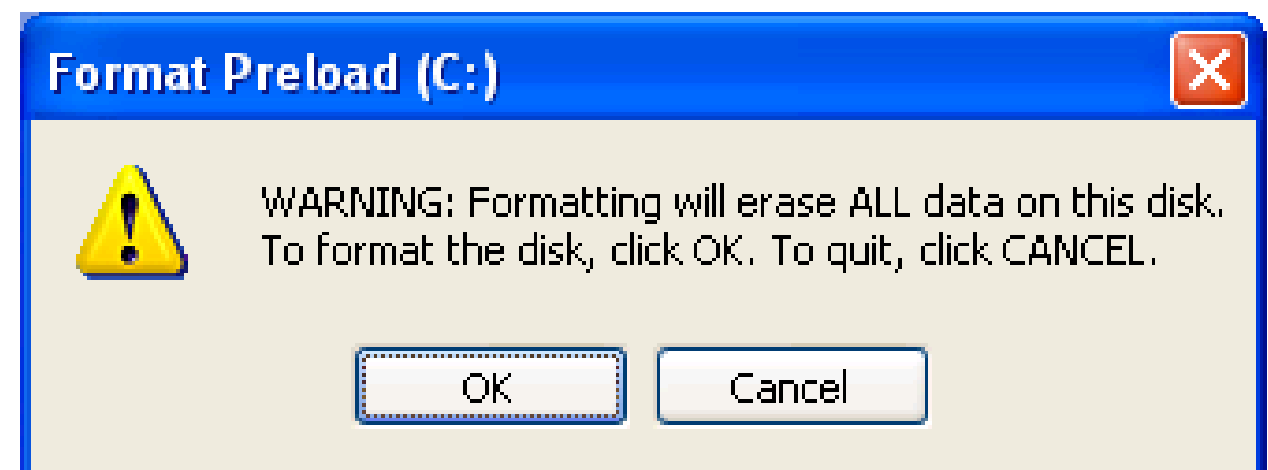 Format Preload (C:)
WARNING: Formatting will erase ALL data on this disk.
To format the disk, click OK. To quit, click CANCEL.
OK Cancel